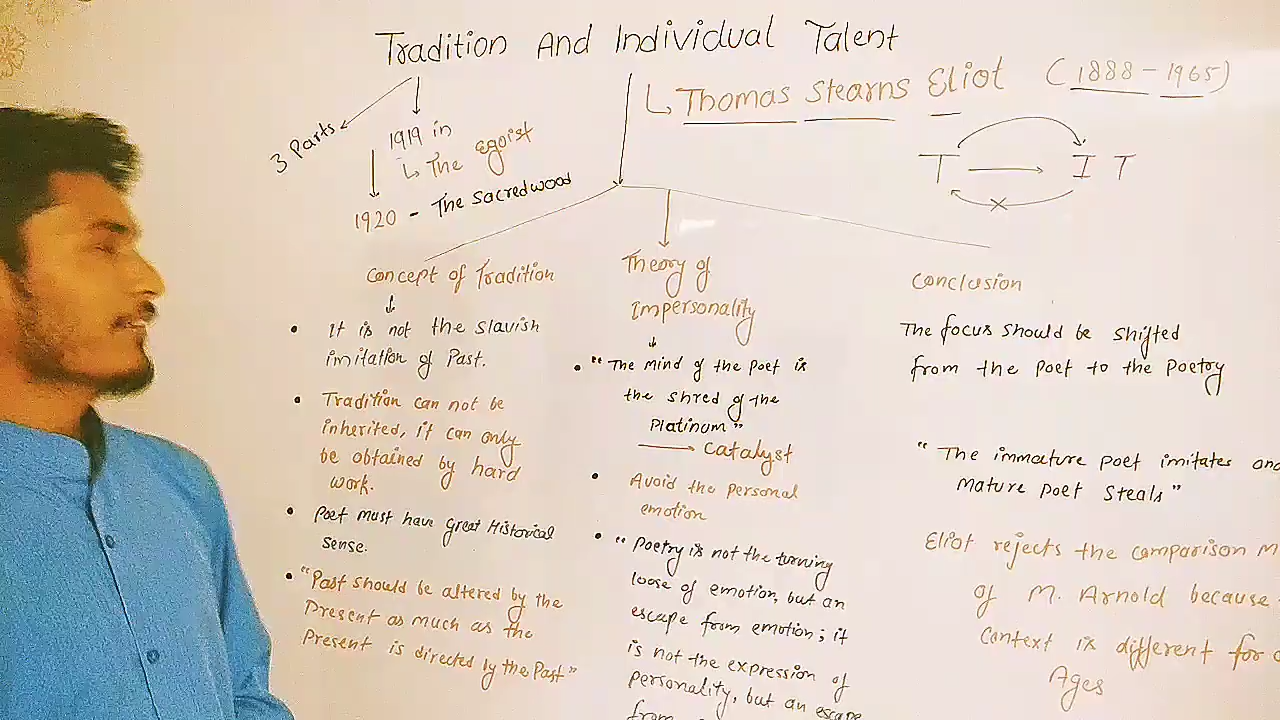 Tradition And Individual Talent
Thomas Stearns Eliot (1888-1965)
3 Parts
1919 in
The Egoist
1920 - The Sacredwood
T → I T
×
Concept of Tradition
• It is not the slavish
imitation of Past.
• Tradition can not be
inherited, it can only
be obtained by hard
work.
• Poet must have great Historical
sense.
• "Past should be altered by the
Present as much as the
Present is directed by the Past"
Theory of
Impersonality
• "The mind of the Poet is
the shred of the
Platinum"
→ Catalyst
• Avoid the personal
emotion
• "Poetry is not the turning
loose of emotion, but an
escape from emotion; it
is not the expression of
personality, but an escape
from
Conclusion
The focus should be shifted
from the Poet to the Poetry
"The immature poet imitates and
mature poet steals"
Eliot rejects the comparison M
of M. Arnold because
context is different for
Ages